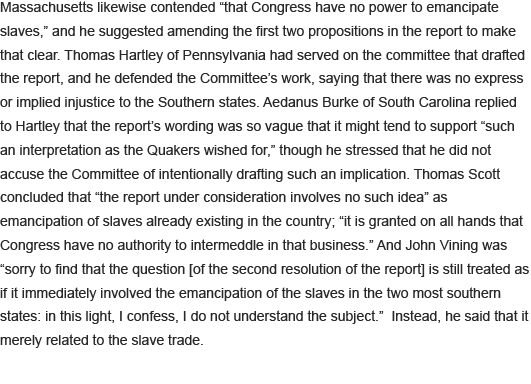 Massachusetts likewise contended “that Congress have no power to emancipate
slaves,” and he suggested amending the first two propositions in the report to make
that clear. Thomas Hartley of Pennsylvania had served on the committee that drafted
the report, and he defended the Committee’s work, saying that there was no express
or implied injustice to the Southern states. Aedanus Burke of South Carolina replied
to Hartley that the report’s wording was so vague that it might tend to support “such
an interpretation as the Quakers wished for,” though he stressed that he did not
accuse the Committee of intentionally drafting such an implication. Thomas Scott
concluded that “the report under consideration involves no such idea” as
emancipation of slaves already existing in the country; “it is granted on all hands that
Congress have no authority to intermeddle in that business.” And John Vining was
“sorry to find that the question [of the second resolution of the report] is still treated as
if it immediately involved the emancipation of the slaves in the two most southern
states: in this light, I confess, I do not understand the subject.”  Instead, he said that it
merely related to the slave trade.